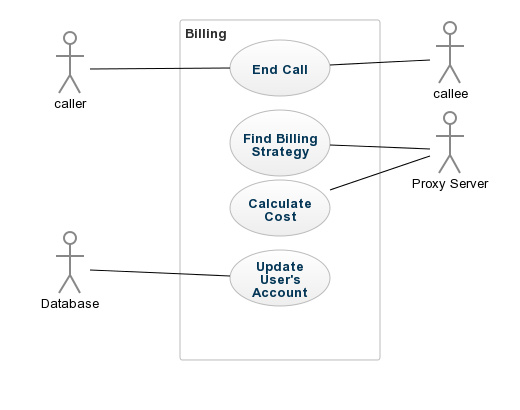 Billing
End Call
caller
callee
Find Billing
Strategy
Proxy Server
Calculate
Cost
Update
User's
Account
Database